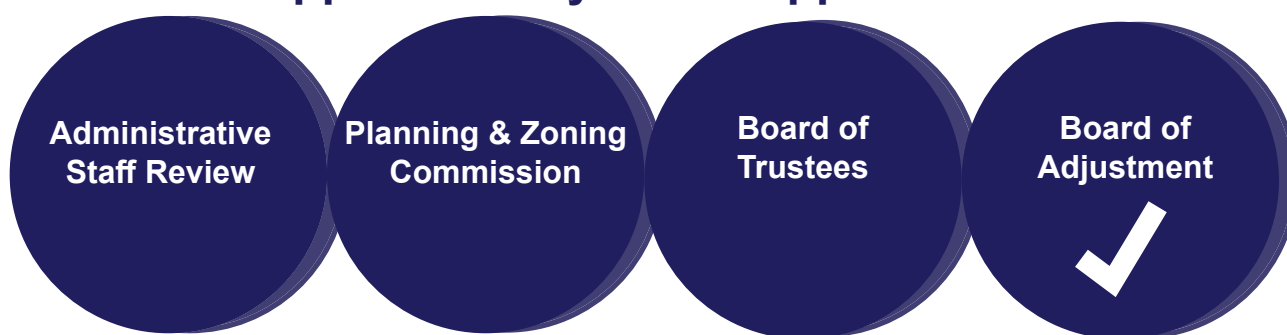 Administrative
Staff Review
Planning & Zoning
Commission
Board of
Trustees
Board of
Adjustment